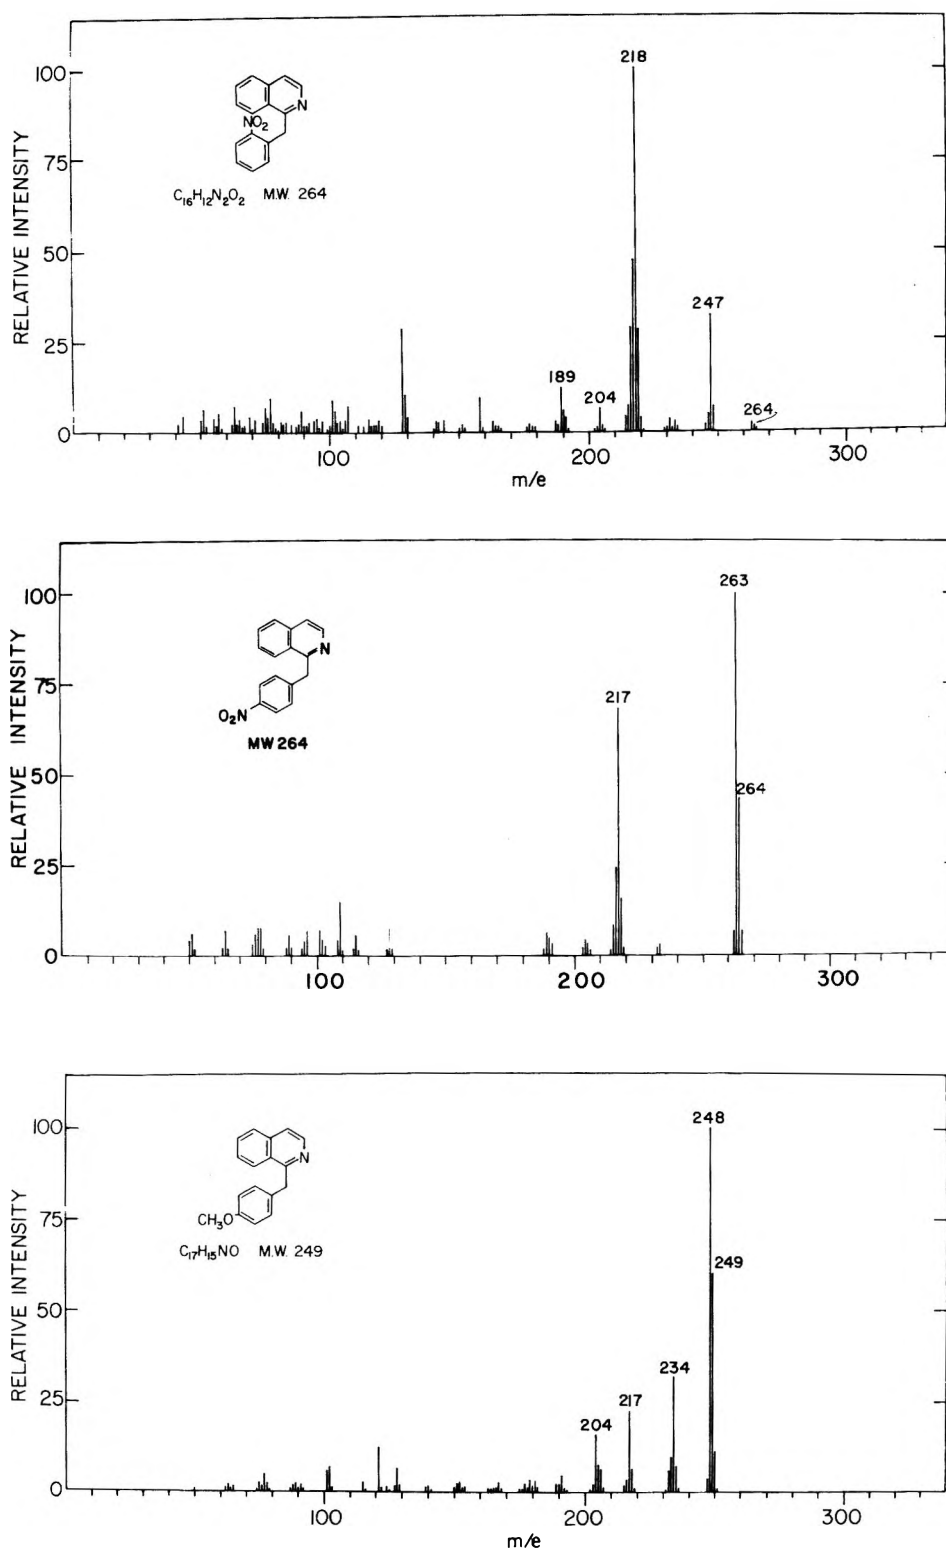 100
218
NO₂
N
75
C₁₆H₁₂N₂O₂ M.W. 264
RELATIVE INTENSITY
50
247
25
189
204
264
0
100
200
300
m/e
100
263
N
75
217
O₂N
MW 264
RELATIVE INTENSITY
50
264
25
0
100
200
300
100
248
N
75
CH₃O
C₁₇H₁₅NO M.W. 249
249
RELATIVE INTENSITY
50
234
25
217
204
0
100
200
300
m/e